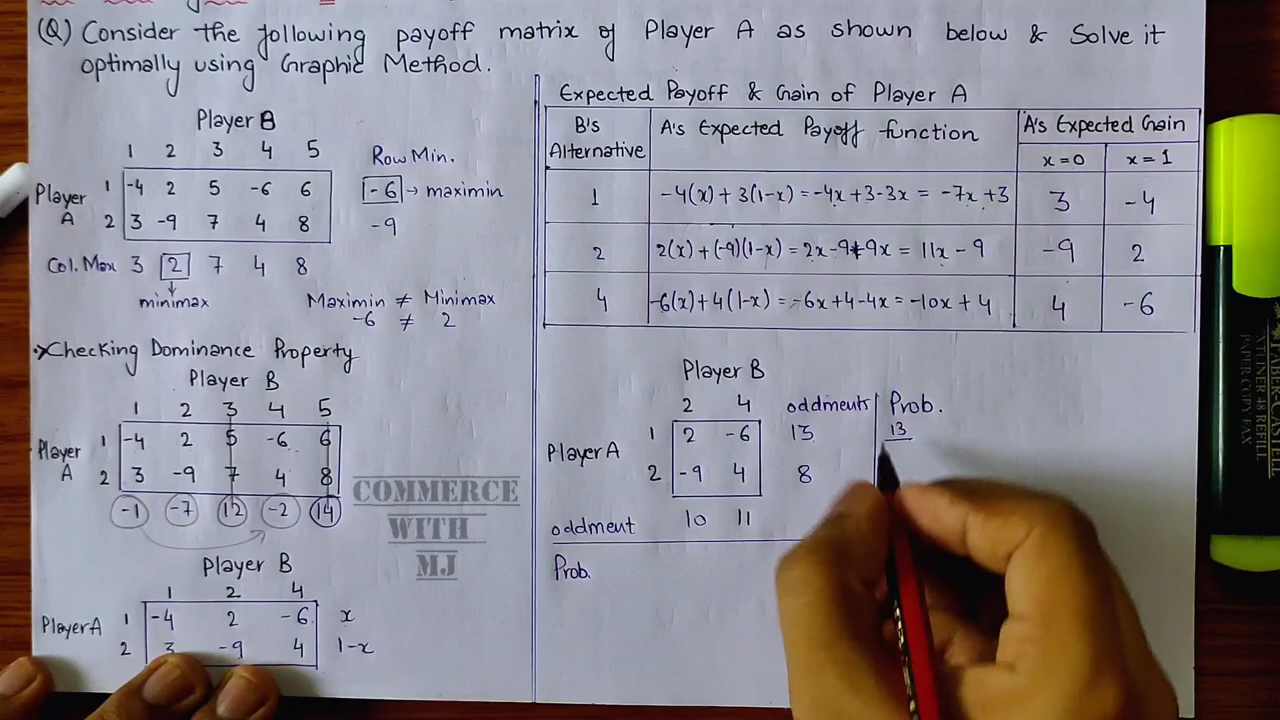 (Q) Consider the following payoff matrix of Player A as shown below & Solve it
optimally using Graphic Method.
Player B
1 2 3 4 5 Row Min.
Player 1 -4 2 5 -6 6 -6 → maximin
A 2 3 -9 7 4 8 -9
Col. Max 3 2 7 4 8
minimax
Maximin ≠ Minimax
-6 ≠ 2
Checking Dominance Property
Player B
1 2 3 4 5
Player 1 -4 2 5 -6 6
A 2 3 -9 7 4 8
-1 -7 12 -2 14
Player B
1 2 4
Player A 1 -4 2 -6 x
2 3 -9 4 1-x
COMMERCE
WITH
MJ
Expected Payoff & Gain of Player A
B's Alternative A's Expected Payoff function A's Expected Gain
x=0 x=1
1 -4(x)+3(1-x)=-4x+3-3x = -7x+3 3 -4
2 2(x)+(-9)(1-x)=2x-9+9x = 11x-9 -9 2
4 -6(x)+4(1-x)=-6x+4-4x=-10x+4 4 -6
Player B
2 4 oddments Prob.
Player A 1 2 -6 13 13
2 -9 4 8
oddment 10 11
Prob.